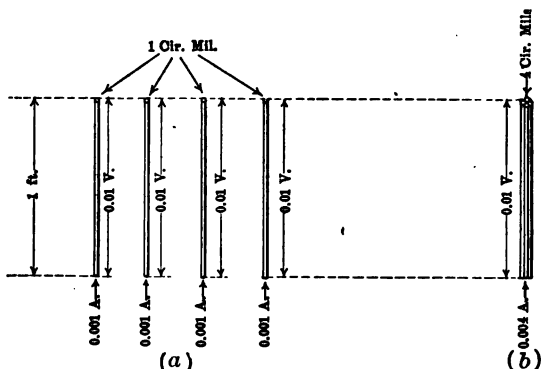 1 Cir. Mil.
4 Cir. Mils
1 ft.
0.01 V.
0.01 V.
0.01 V.
0.01 V.
0.01 V.
0.001 A.
0.001 A.
0.001 A.
0.001 A.
0.004 A.
(a)
(b)